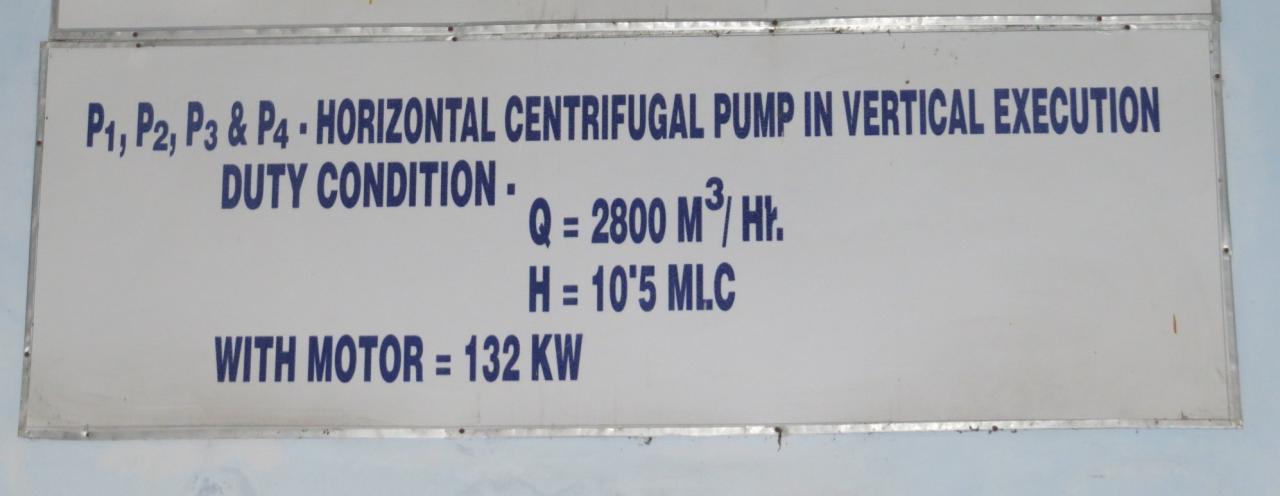 P1, P2, P3 & P4 - HORIZONTAL CENTRIFUGAL PUMP IN VERTICAL EXECUTION
DUTY CONDITION -
Q = 2800 M³/ Hr.
H = 10'5 MLC
WITH MOTOR = 132 KW